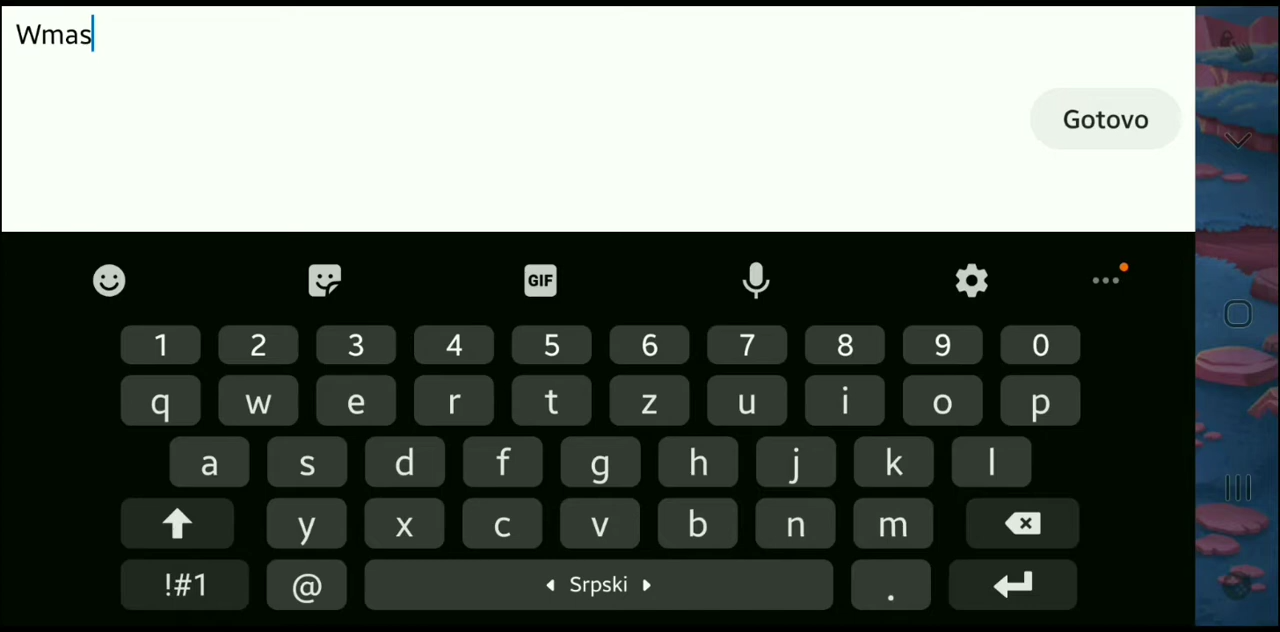 Wmas
Gotovo
GIF
1 2 3 4 5 6 7 8 9 0
q w e r t z u i o p
a s d f g h j k l
y x c v b n m
!#1 @ Srpski .